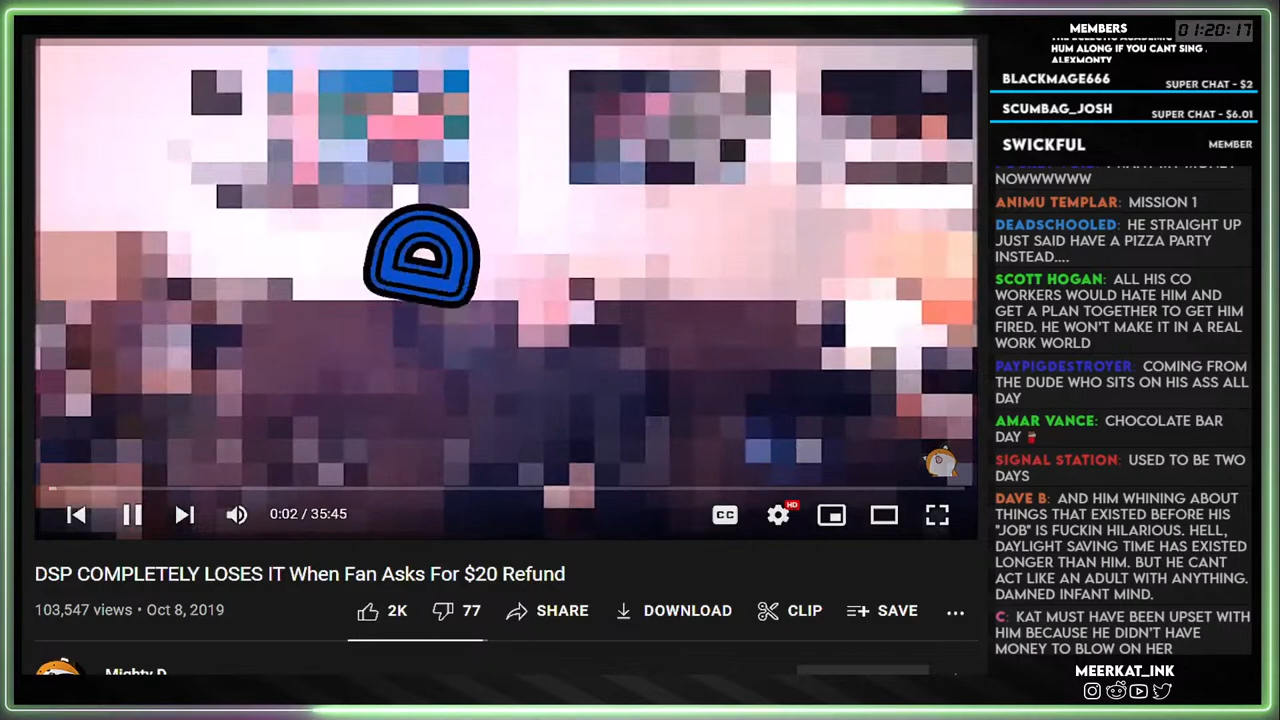 MEMBERS
01:20:17
HUM ALONG IF YOU CANT SING
ALEXMONTY
BLACKMAGE666
SUPER CHAT - $2
SCUMBAG_JOSH
SUPER CHAT - $6.01
SWICKFUL
MEMBER
NOWWWWWW
ANIMU TEMPLAR: MISSION 1
DEADSCHOOLED: HE STRAIGHT UP
JUST SAID HAVE A PIZZA PARTY
INSTEAD....
SCOTT HOGAN: ALL HIS CO
WORKERS WOULD HATE HIM AND
GET A PLAN TOGETHER TO GET HIM
FIRED. HE WON'T MAKE IT IN A REAL
WORK WORLD
PAYPIGDESTROYER: COMING FROM
THE DUDE WHO SITS ON HIS ASS ALL
DAY
AMAR VANCE: CHOCOLATE BAR
DAY
SIGNAL STATION: USED TO BE TWO
DAYS
DAVE B: AND HIM WHINING ABOUT
THINGS THAT EXISTED BEFORE HIS
"JOB" IS FUCKIN HILARIOUS. HELL,
DAYLIGHT SAVING TIME HAS EXISTED
LONGER THAN HIM. BUT HE CANT
ACT LIKE AN ADULT WITH ANYTHING.
DAMNED INFANT MIND.
C: KAT MUST HAVE BEEN UPSET WITH
HIM BECAUSE HE DIDN'T HAVE
MONEY TO BLOW ON HER
MEERKAT_INK
D
0:02 / 35:45
CC
HD
DSP COMPLETELY LOSES IT When Fan Asks For $20 Refund
103,547 views • Oct 8, 2019
2K
77
SHARE
DOWNLOAD
CLIP
SAVE
Mighty D